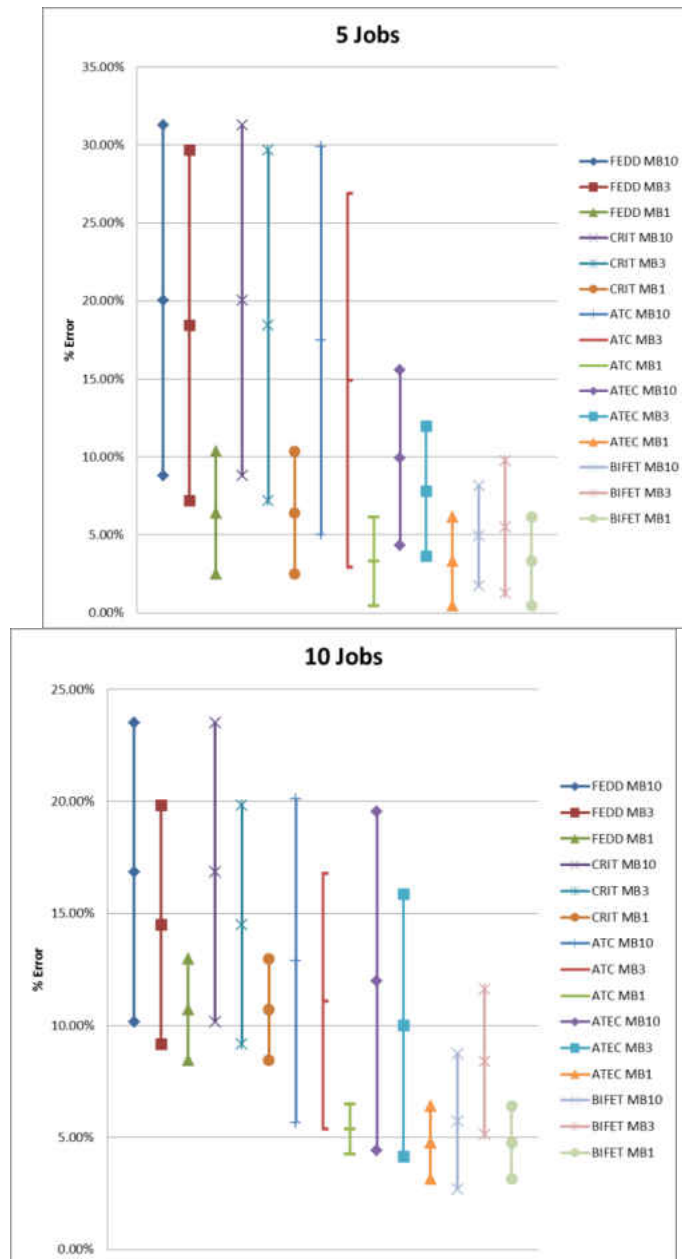 5 Jobs
35.00%
30.00%
25.00%
20.00%
15.00%
10.00%
5.00%
0.00%
% Error
FEDD MB10
FEDD MB3
FEDD MB1
CRIT MB10
CRIT MB3
CRIT MB1
ATC MB10
ATC MB3
ATC MB1
ATEC MB10
ATEC MB3
ATEC MB1
BIFET MB10
BIFET MB3
BIFET MB1
10 Jobs
25.00%
20.00%
15.00%
10.00%
5.00%
0.00%
% Error
FEDD MB10
FEDD MB3
FEDD MB1
CRIT MB10
CRIT MB3
CRIT MB1
ATC MB10
ATC MB3
ATC MB1
ATEC MB10
ATEC MB3
ATEC MB1
BIFET MB10
BIFET MB3
BIFET MB1